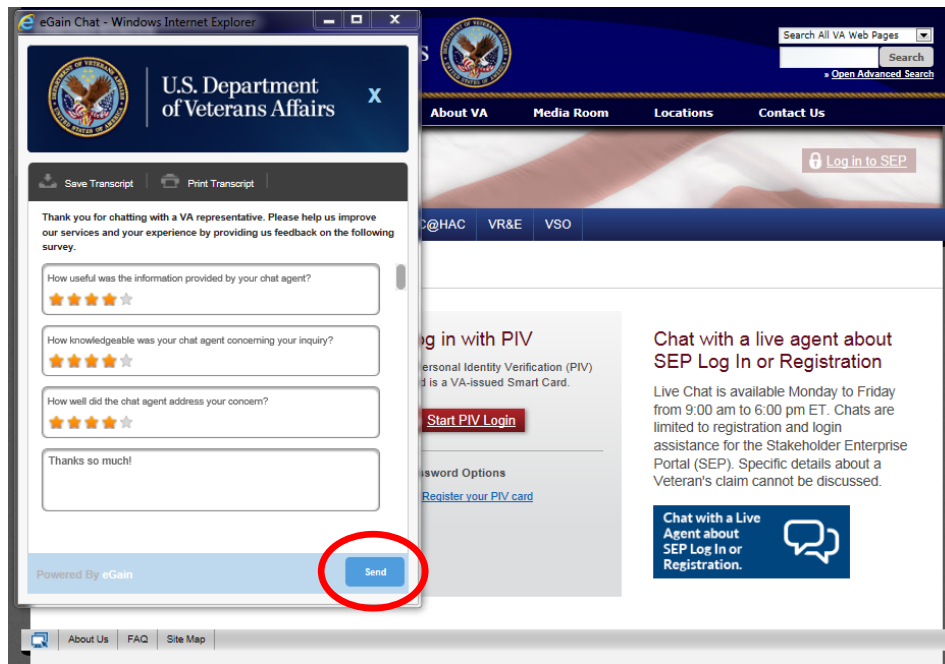 eGain Chat - Windows Internet Explorer
U.S. Department
of Veterans Affairs
X
Save Transcript
Print Transcript
Thank you for chatting with a VA representative. Please help us improve
our services and your experience by providing us feedback on the following
survey.
How useful was the information provided by your chat agent?
How knowledgeable was your chat agent concerning your inquiry?
How well did the chat agent address your concern?
Thanks so much!
Powered By eGain
Send
S
Search All VA Web Pages
Search
» Open Advanced Search
About VA
Media Room
Locations
Contact Us
Log in to SEP
C@HAC
VR&E
VSO
og in with PIV
ersonal Identity Verification (PIV)
d is a VA-issued Smart Card.
Start PIV Login
ssword Options
Register your PIV card
Chat with a live agent about
SEP Log In or Registration
Live Chat is available Monday to Friday
from 9:00 am to 6:00 pm ET. Chats are
limited to registration and login
assistance for the Stakeholder Enterprise
Portal (SEP). Specific details about a
Veteran's claim cannot be discussed.
Chat with a Live
Agent about
SEP Log In or
Registration.
About Us
FAQ
Site Map